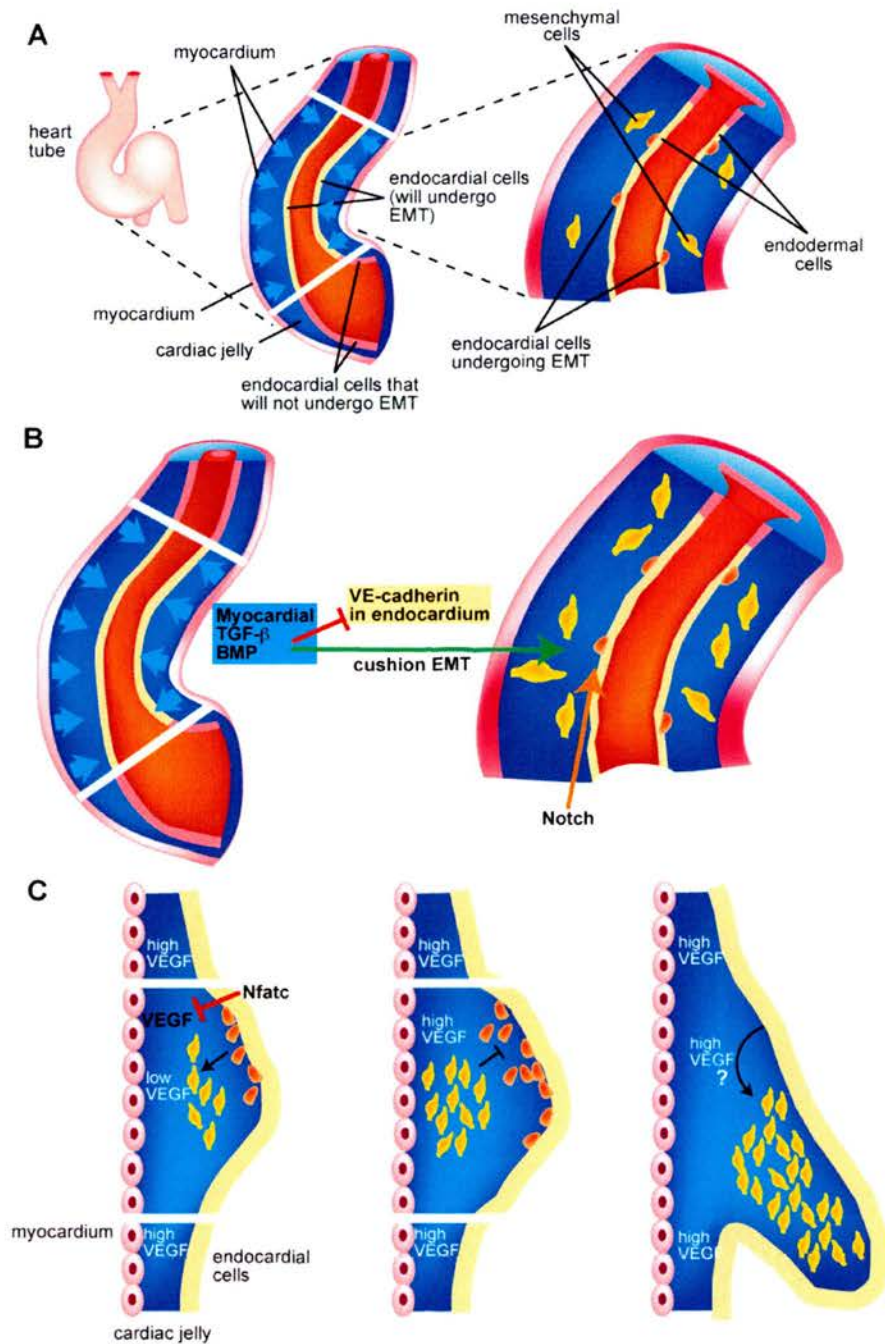 A
myocardium
heart
tube
endocardial cells
(will undergo
EMT)
myocardium
cardiac jelly
endocardial cells that
will not undergo EMT
mesenchymal
cells
endodermal
cells
endocardial cells
undergoing EMT
B
Myocardial
TGF-β
BMP
VE-cadherin
in endocardium
cushion EMT
Notch
C
high
VEGF
Nfatc
VEGF
low
VEGF
myocardium
high
VEGF
endocardial
cells
cardiac jelly
high
VEGF
high
VEGF
high
VEGF
high
VEGF
high
VEGF
?
high
VEGF